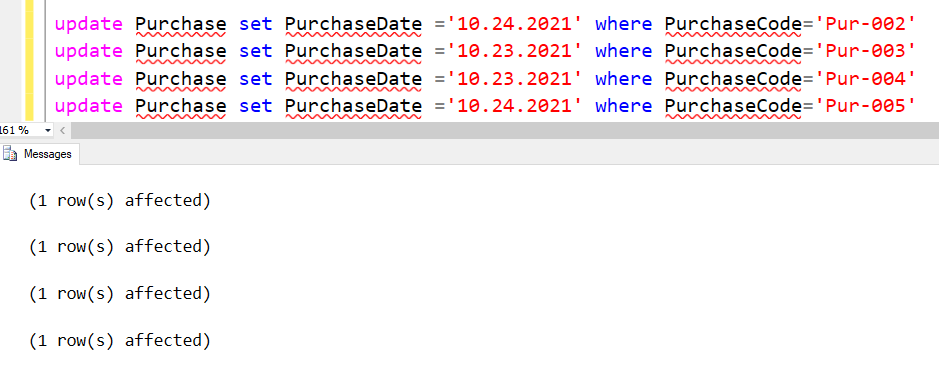 update Purchase set PurchaseDate ='10.24.2021' where PurchaseCode='Pur-002'
update Purchase set PurchaseDate ='10.23.2021' where PurchaseCode='Pur-003'
update Purchase set PurchaseDate ='10.23.2021' where PurchaseCode='Pur-004'
update Purchase set PurchaseDate ='10.24.2021' where PurchaseCode='Pur-005'
161 %
Messages
(1 row(s) affected)
(1 row(s) affected)
(1 row(s) affected)
(1 row(s) affected)